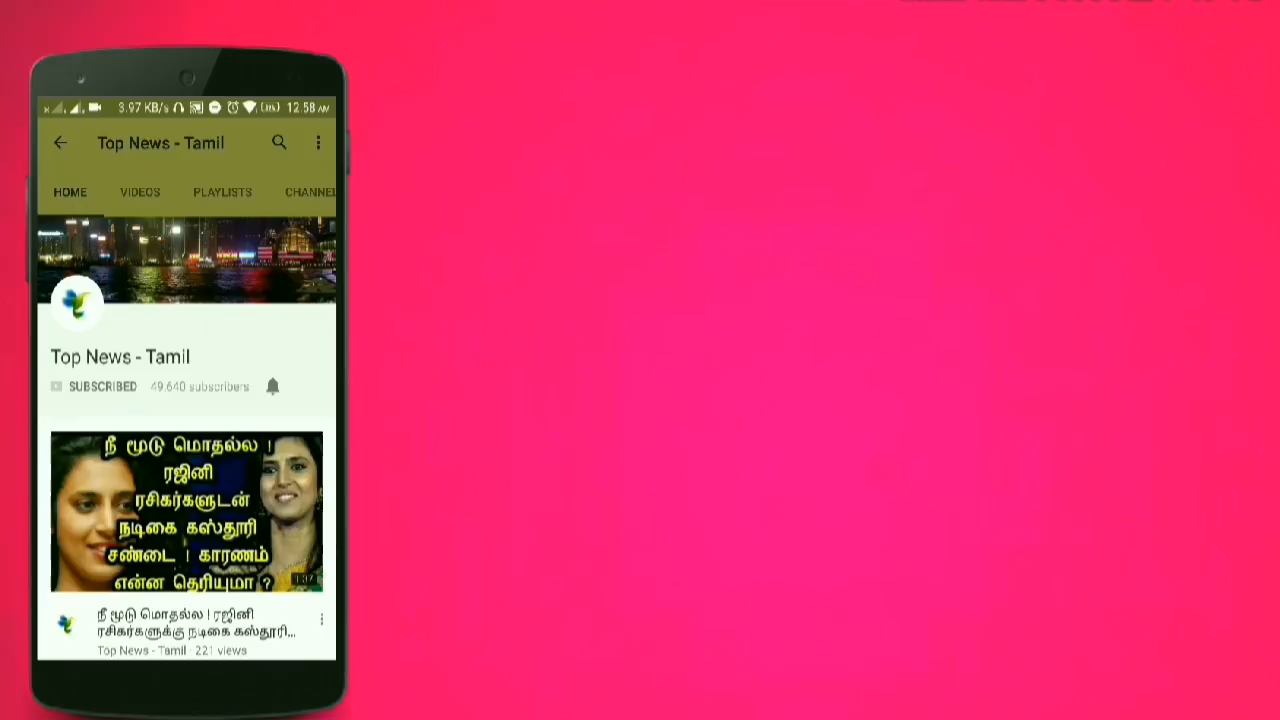 3.97 KB/s 12.58 AM
Top News - Tamil
HOME VIDEOS PLAYLISTS CHANNEL
Top News - Tamil
SUBSCRIBED 49,640 subscribers
நீ மூடு மொதல்ல !
ரஜினி
ரசிகர்களுடன்
நடிகை கஸ்தூரி
சண்டை ! காரணம்
என்ன தெரியுமா ?
நீ மூடு மொதல்ல ! ரஜினி
ரசிகர்களுக்கு நடிகை கஸ்தூரி...
Top News - Tamil · 221 views